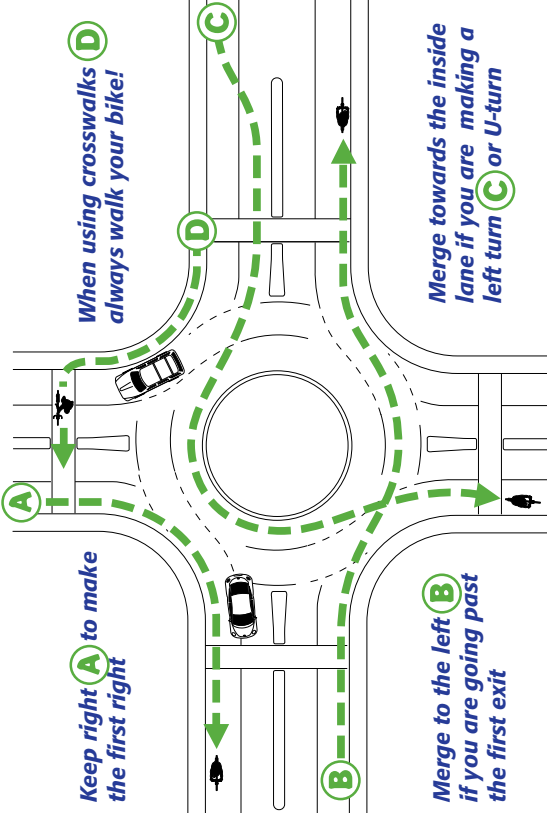 A
Keep right A to make
the first right
When using crosswalks D
always walk your bike!
D
C
B
Merge to the left B
if you are going past
the first exit
Merge towards the inside
lane if you are making a
left turn C or U-turn